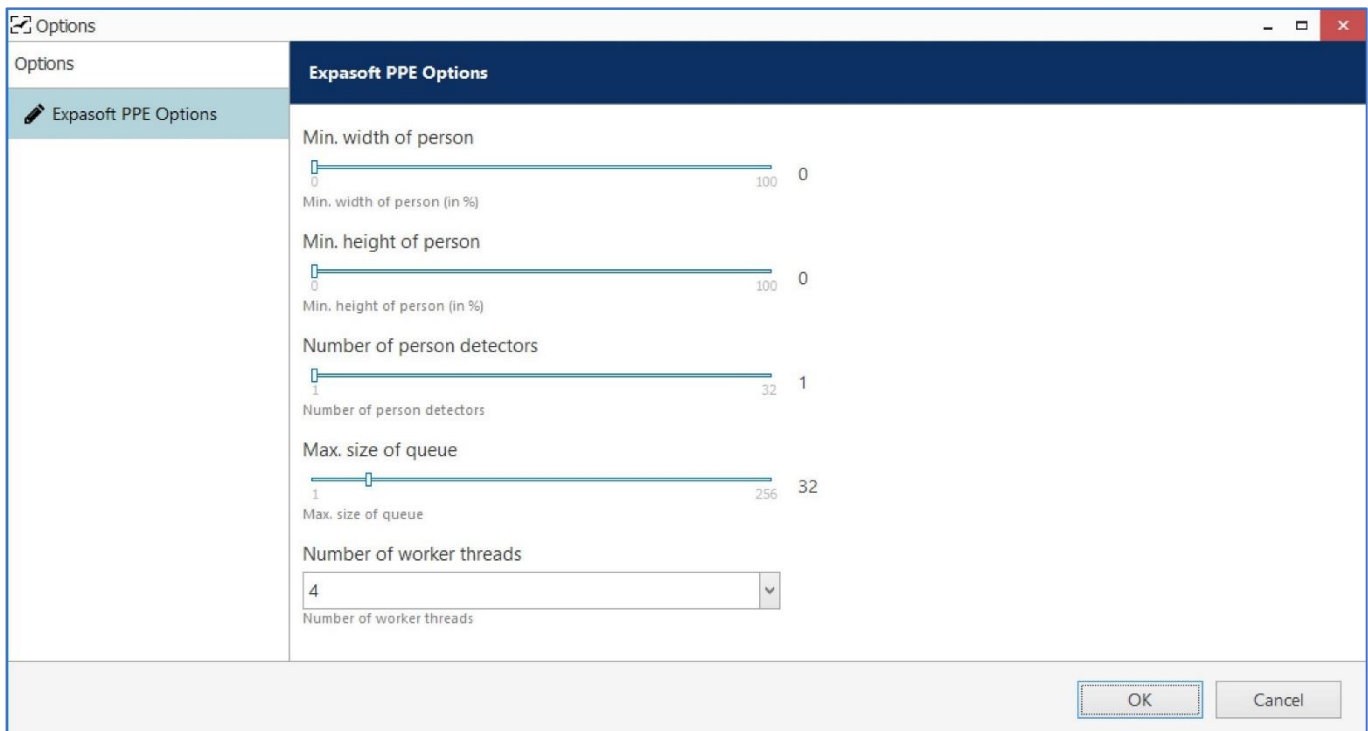 Options
Options
Expasoft PPE Options
Expasoft PPE Options
Min. width of person
0
100
0
Min. width of person (in %)
Min. height of person
0
100
0
Min. height of person (in %)
Number of person detectors
1
32
1
Number of person detectors
Max. size of queue
1
256
32
Max. size of queue
Number of worker threads
4
Number of worker threads
OK
Cancel